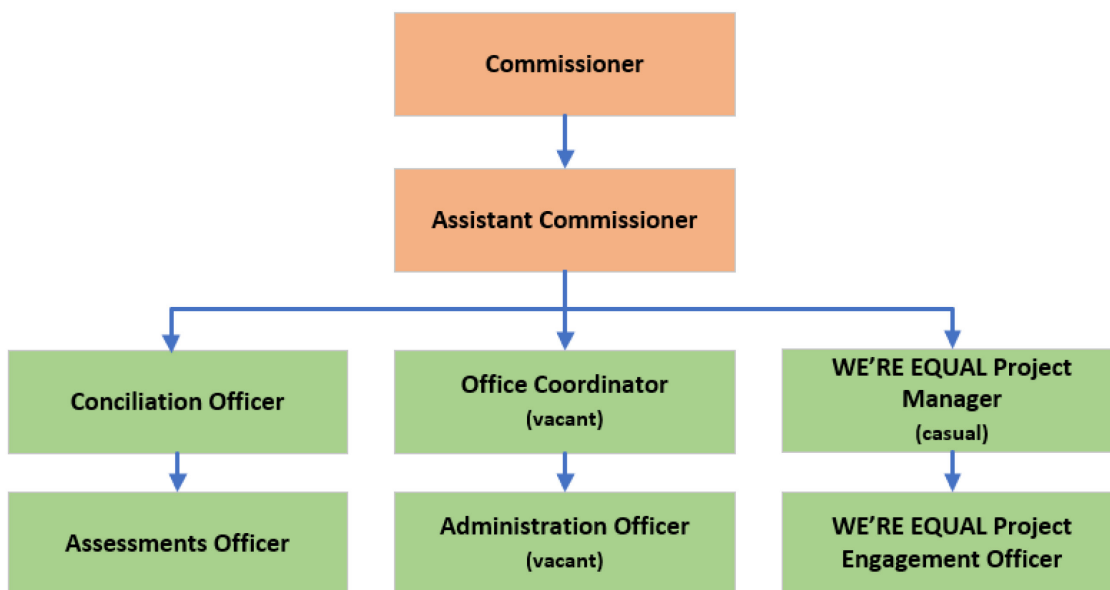 Commissioner
Assistant Commissioner
Conciliation Officer
Office Coordinator
(vacant)
WE’RE EQUAL Project
Manager
(casual)
Assessments Officer
Administration Officer
(vacant)
WE’RE EQUAL Project
Engagement Officer